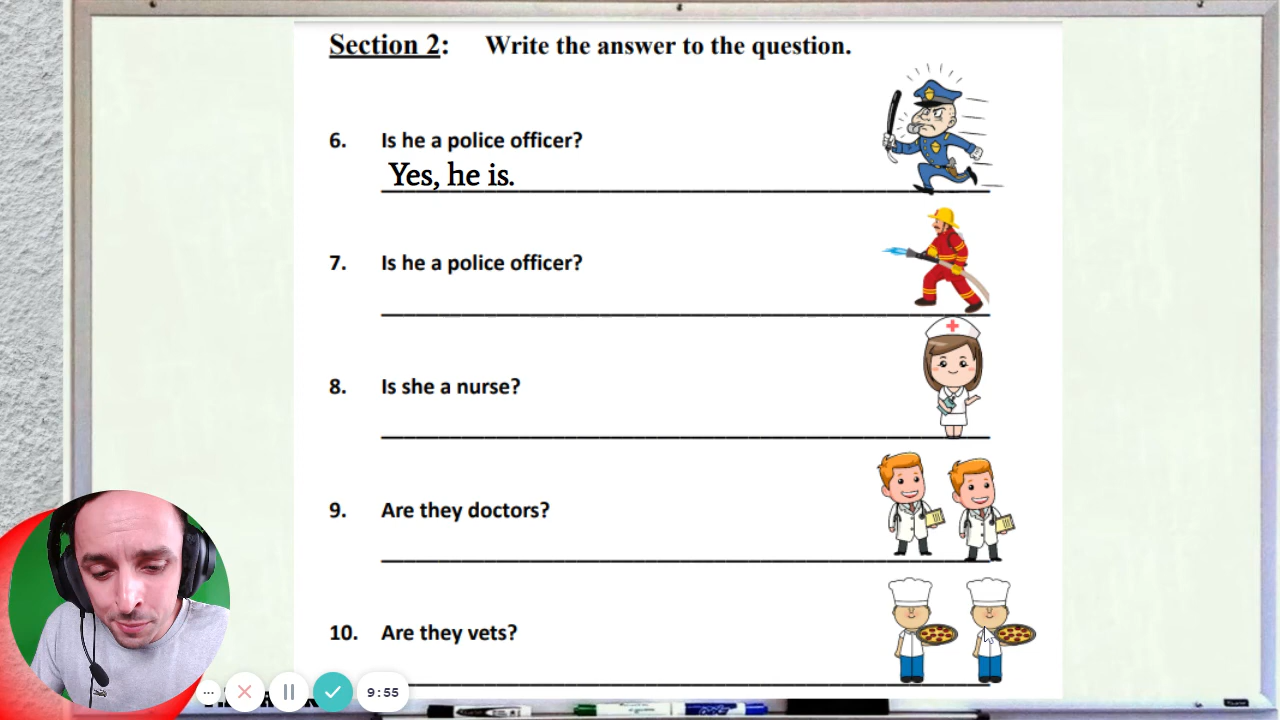 Section 2: Write the answer to the question.
6. Is he a police officer?
Yes, he is.
7. Is he a police officer?
8. Is she a nurse?
9. Are they doctors?
10. Are they vets?
9:55